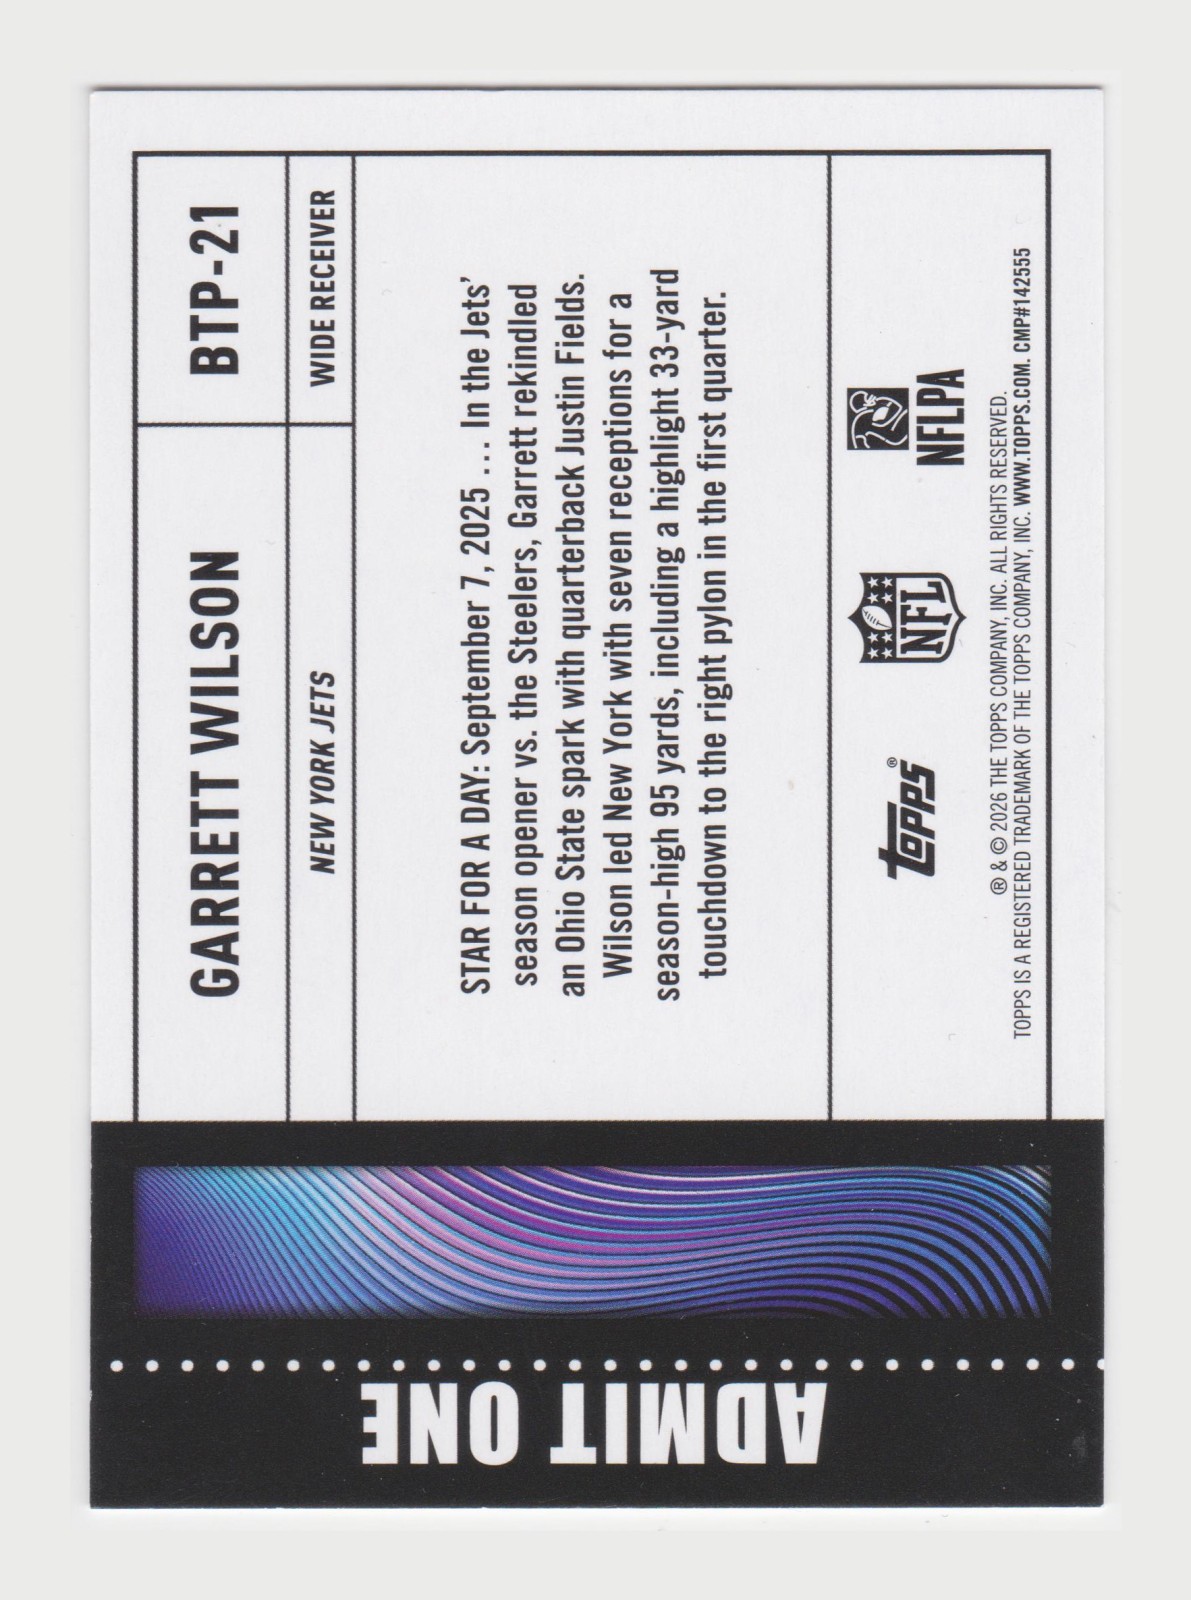 GARRETT WILSON
BTP-21
NEW YORK JETS
WIDE RECEIVER
STAR FOR A DAY: September 7, 2025 ... In the Jets’
season opener vs. the Steelers, Garrett rekindled
an Ohio State spark with quarterback Justin Fields.
Wilson led New York with seven receptions for a
season-high 95 yards, including a highlight 33-yard
touchdown to the right pylon in the first quarter.
Topps®
NFL
NFLPA
® & © 2026 THE TOPPS COMPANY, INC. ALL RIGHTS RESERVED.
TOPPS IS A REGISTERED TRADEMARK OF THE TOPPS COMPANY, INC. WWW.TOPPS.COM. CMP#142555
ADMIT ONE